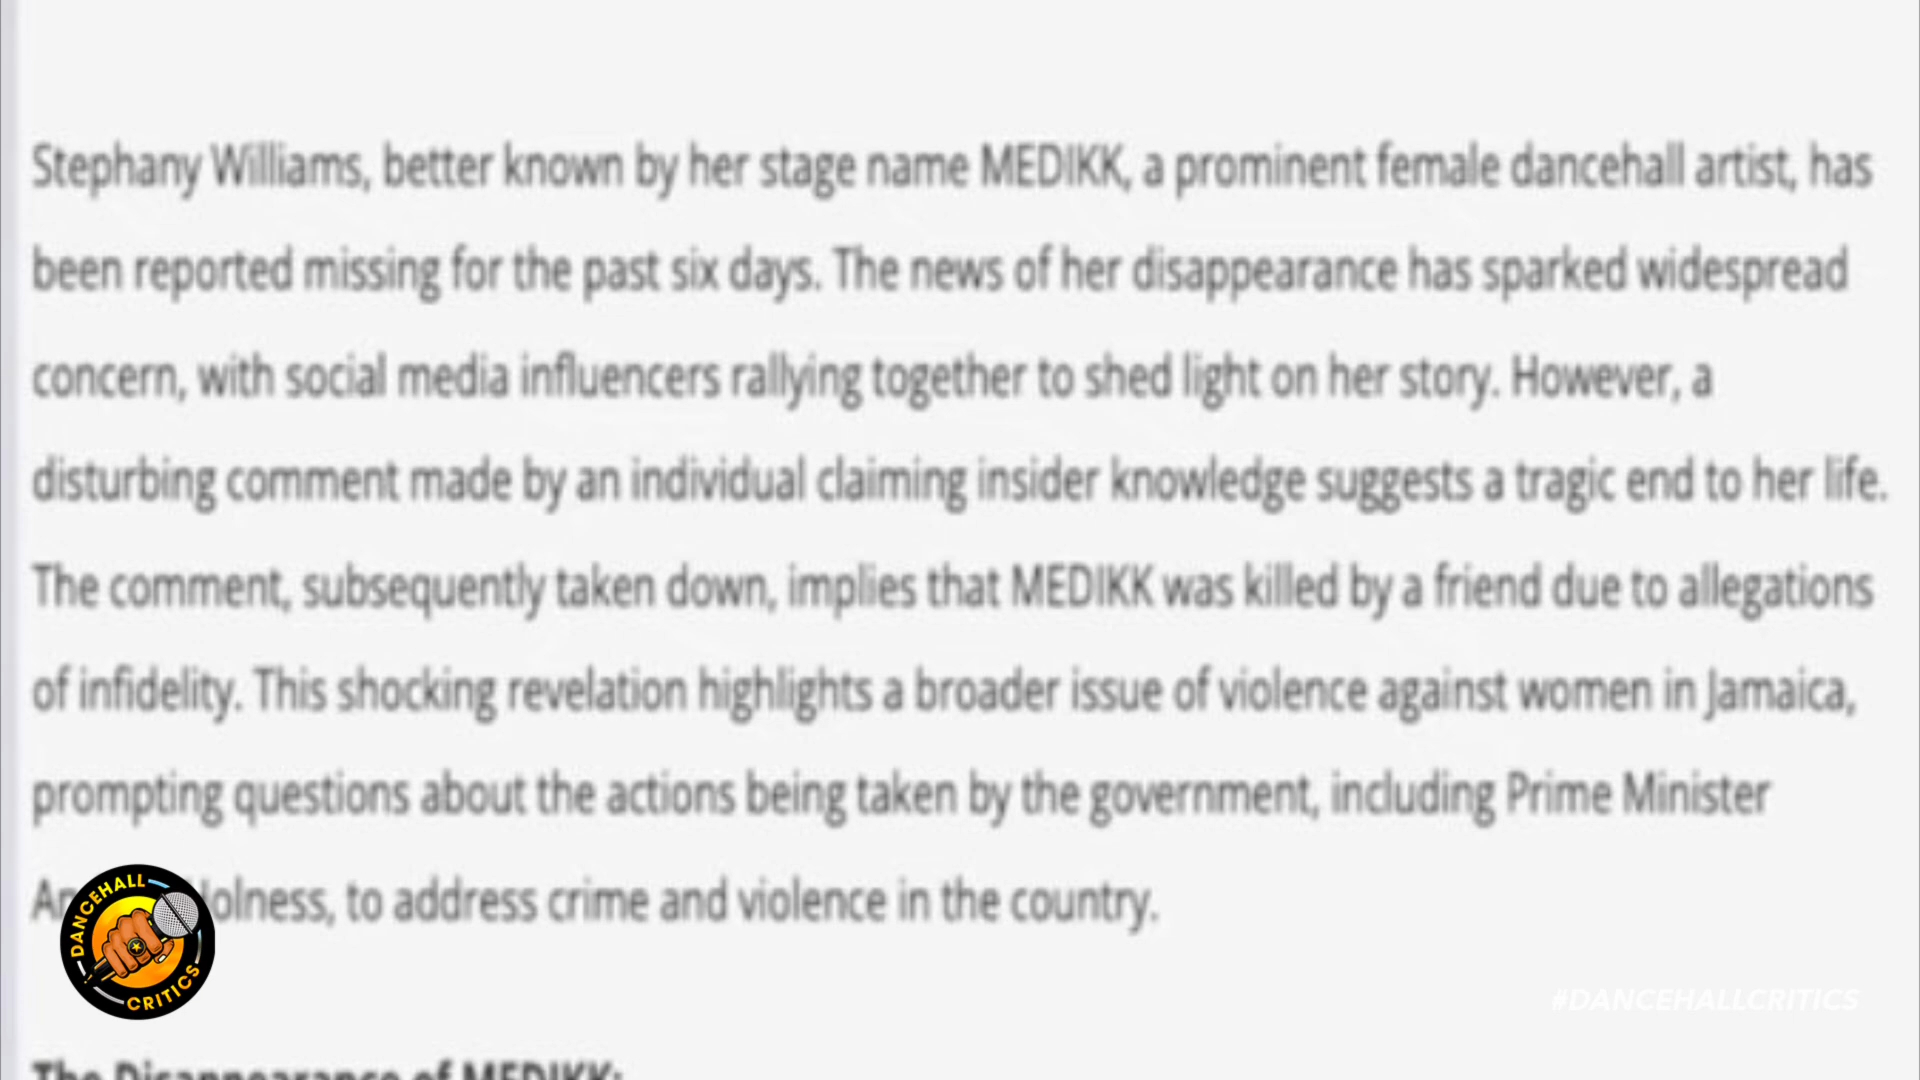 Stephany Williams, better known by her stage name MEDIKK, a prominent female dancehall artist, has
been reported missing for the past six days. The news of her disappearance has sparked widespread
concern, with social media influencers rallying together to shed light on her story. However, a
disturbing comment made by an individual claiming insider knowledge suggests a tragic end to her life.
The comment, subsequently taken down, implies that MEDIKK was killed by a friend due to allegations
of infidelity. This shocking revelation highlights a broader issue of violence against women in Jamaica,
prompting questions about the actions being taken by the government, including Prime Minister
Holness, to address crime and violence in the country.
DANCEHALL
CRITICS
#DANCEHALLCRITICS
The Disappearance of MEDIKK: